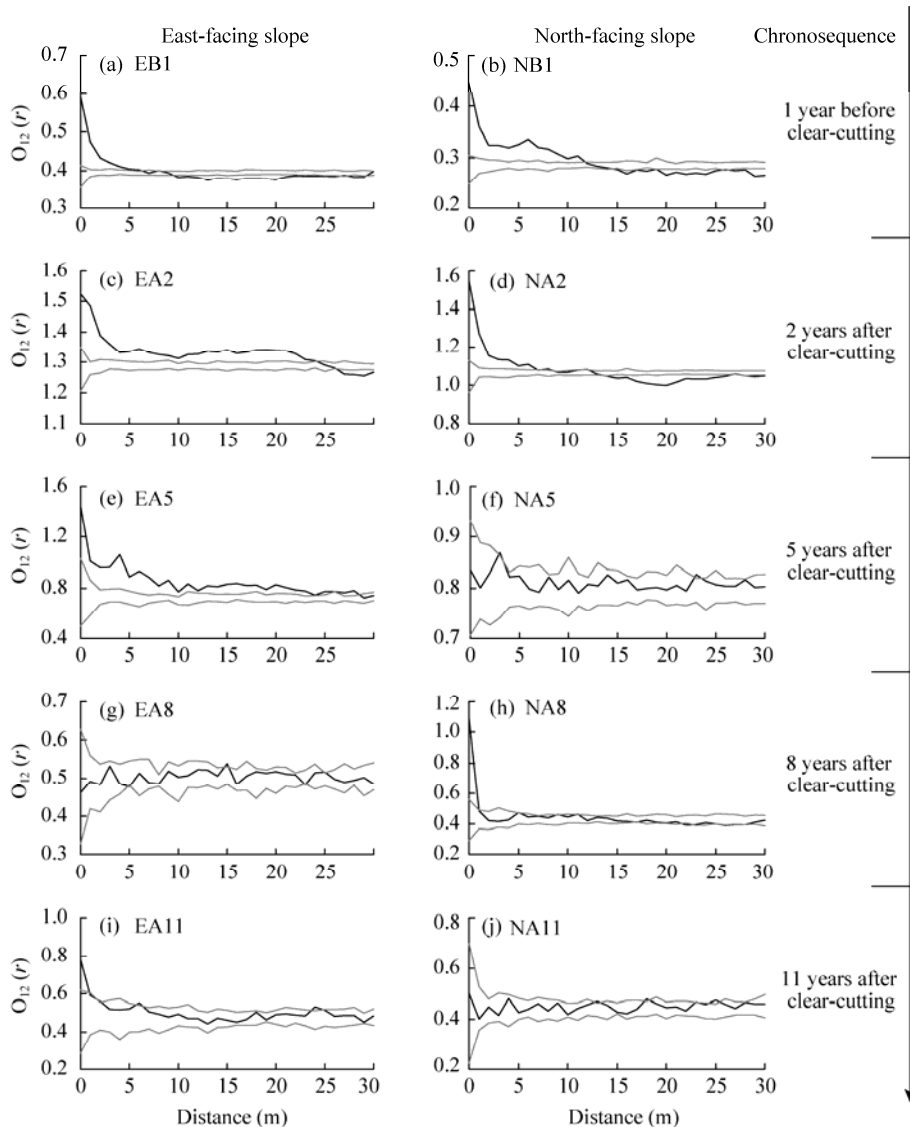 East-facing slope North-facing slope Chronosequence
(a) EB1
0.7
0.6
0.5
0.4
0.3
O12 (r)
0 5 10 15 20 25
(b) NB1
0.5
0.4
0.3
0.2
0 5 10 15 20 25 30
1 year before
clear-cutting
(c) EA2
1.6
1.5
1.4
1.3
1.2
1.1
O12 (r)
0 5 10 15 20 25
(d) NA2
1.6
1.4
1.2
1.0
0.8
0 5 10 15 20 25 30
2 years after
clear-cutting
(e) EA5
1.6
1.2
0.8
0.4
O12 (r)
0 5 10 15 20 25
(f) NA5
1.0
0.9
0.8
0.7
0 5 10 15 20 25 30
5 years after
clear-cutting
(g) EA8
0.7
0.6
0.5
0.4
0.3
O12 (r)
0 5 10 15 20 25
(h) NA8
1.2
1.0
0.8
0.6
0.4
0.2
0 5 10 15 20 25 30
8 years after
clear-cutting
(i) EA11
1.0
0.8
0.6
0.4
0.2
O12 (r)
0 5 10 15 20 25 30
Distance (m)
(j) NA11
0.8
0.6
0.4
0.2
0 5 10 15 20 25 30
Distance (m)
11 years after
clear-cutting